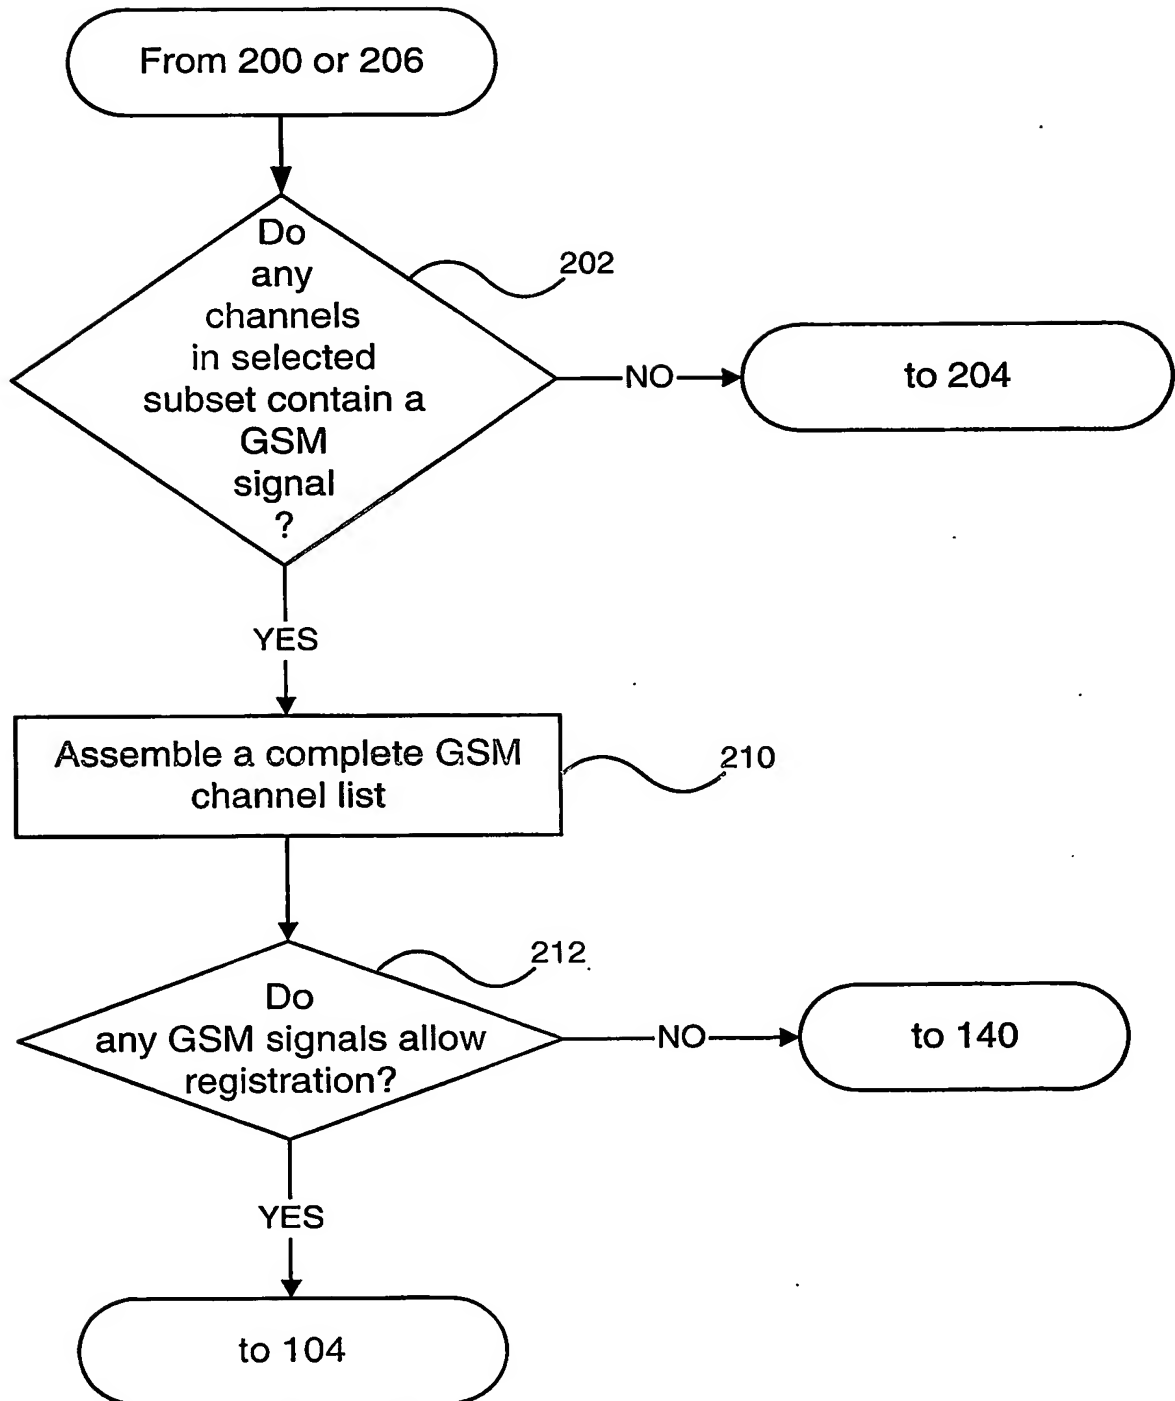 From 200 or 206
Do
any
channels
in selected
subset contain a
GSM
signal
?
202
NO
to 204
YES
Assemble a complete GSM
channel list
210
Do
any GSM signals allow
registration?
212
NO
to 140
YES
to 104